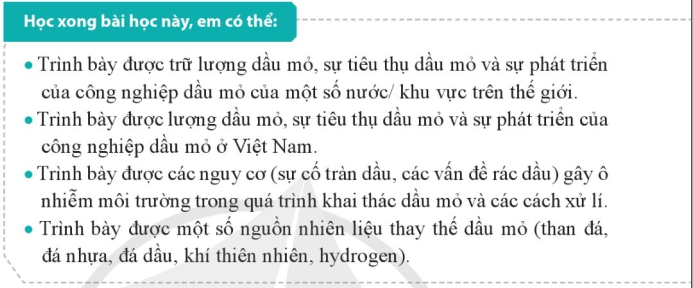 Học xong bài học này, em có thể:
• Trình bày được trữ lượng dầu mỏ, sự tiêu thụ dầu mỏ và sự phát triển
của công nghiệp dầu mỏ của một số nước/ khu vực trên thế giới.
• Trình bày được lượng dầu mỏ, sự tiêu thụ dầu mỏ và sự phát triển của
công nghiệp dầu mỏ ở Việt Nam.
• Trình bày được các nguy cơ (sự cố tràn dầu, các vấn đề rác dầu) gây ô
nhiễm môi trường trong quá trình khai thác dầu mỏ và các cách xử lí.
• Trình bày được một số nguồn nhiên liệu thay thế dầu mỏ (than đá,
đá nhựa, đá dầu, khí thiên nhiên, hydrogen).